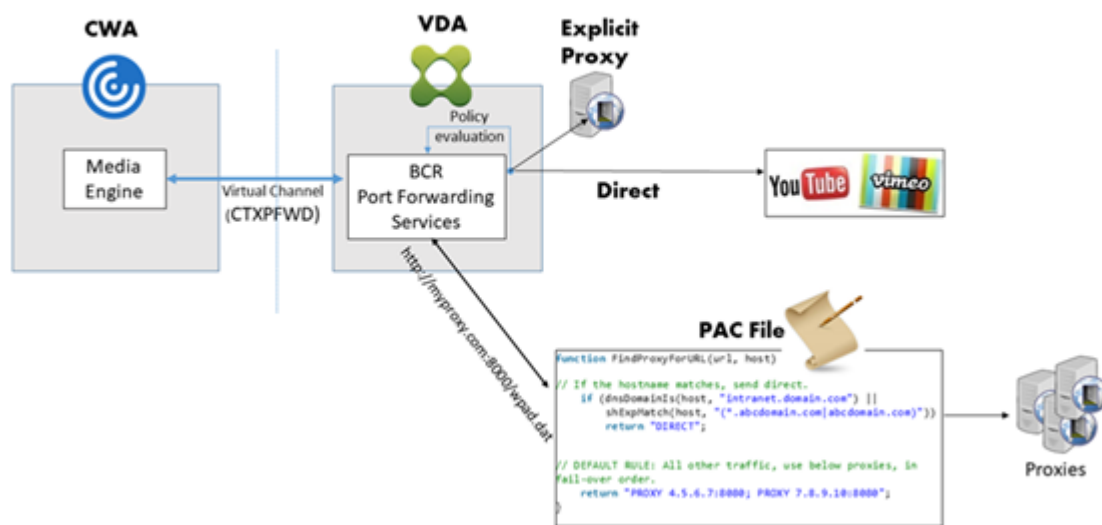 CWA
VDA
Explicit
Proxy
Policy
evaluation
Media
Engine
Virtual Channel
(CTXPFWD)
BCR
Port Forwarding
Services
Direct
You Tube
vimeo
http://myproxy.com:8000/wpad.dat
PAC File
function FindProxyForURL(url, host)
// If the hostname matches, send direct.
if (dnsDomainIs(host, "intranet.domain.com") ||
shExpMatch(host, "(*.abcdomain.com|abcdomain.com)"))
return "DIRECT";
// DEFAULT RULE: All other traffic, use below proxies, in
fail-over order.
return "PROXY 4.5.6.7:8080; PROXY 7.8.9.10:8080";
}
Proxies